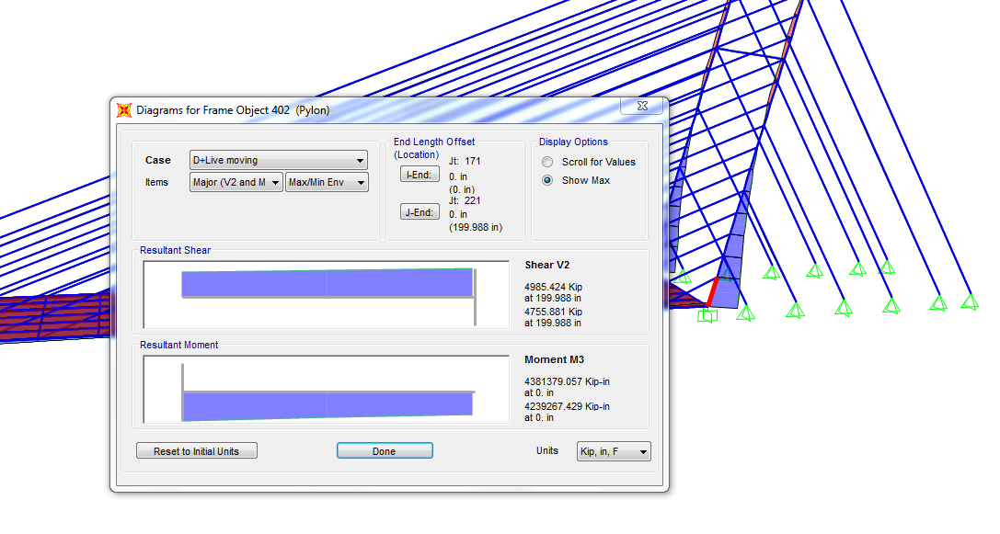 Diagrams for Frame Object 402 (Pylon)
Case
D+Live moving
Items
Major (V2 and M
Max/Min Env
End Length Offset
(Location)
I-End:
Jt: 171
0. in
(0. in)
J-End:
Jt: 221
0. in
(199.988 in)
Display Options
Scroll for Values
Show Max
Resultant Shear
Shear V2
4985.424 Kip
at 199.988 in
4755.881 Kip
at 199.988 in
Resultant Moment
Moment M3
4381379.057 Kip-in
at 0. in
4239267.429 Kip-in
at 0. in
Reset to Initial Units
Done
Units
Kip, in, F